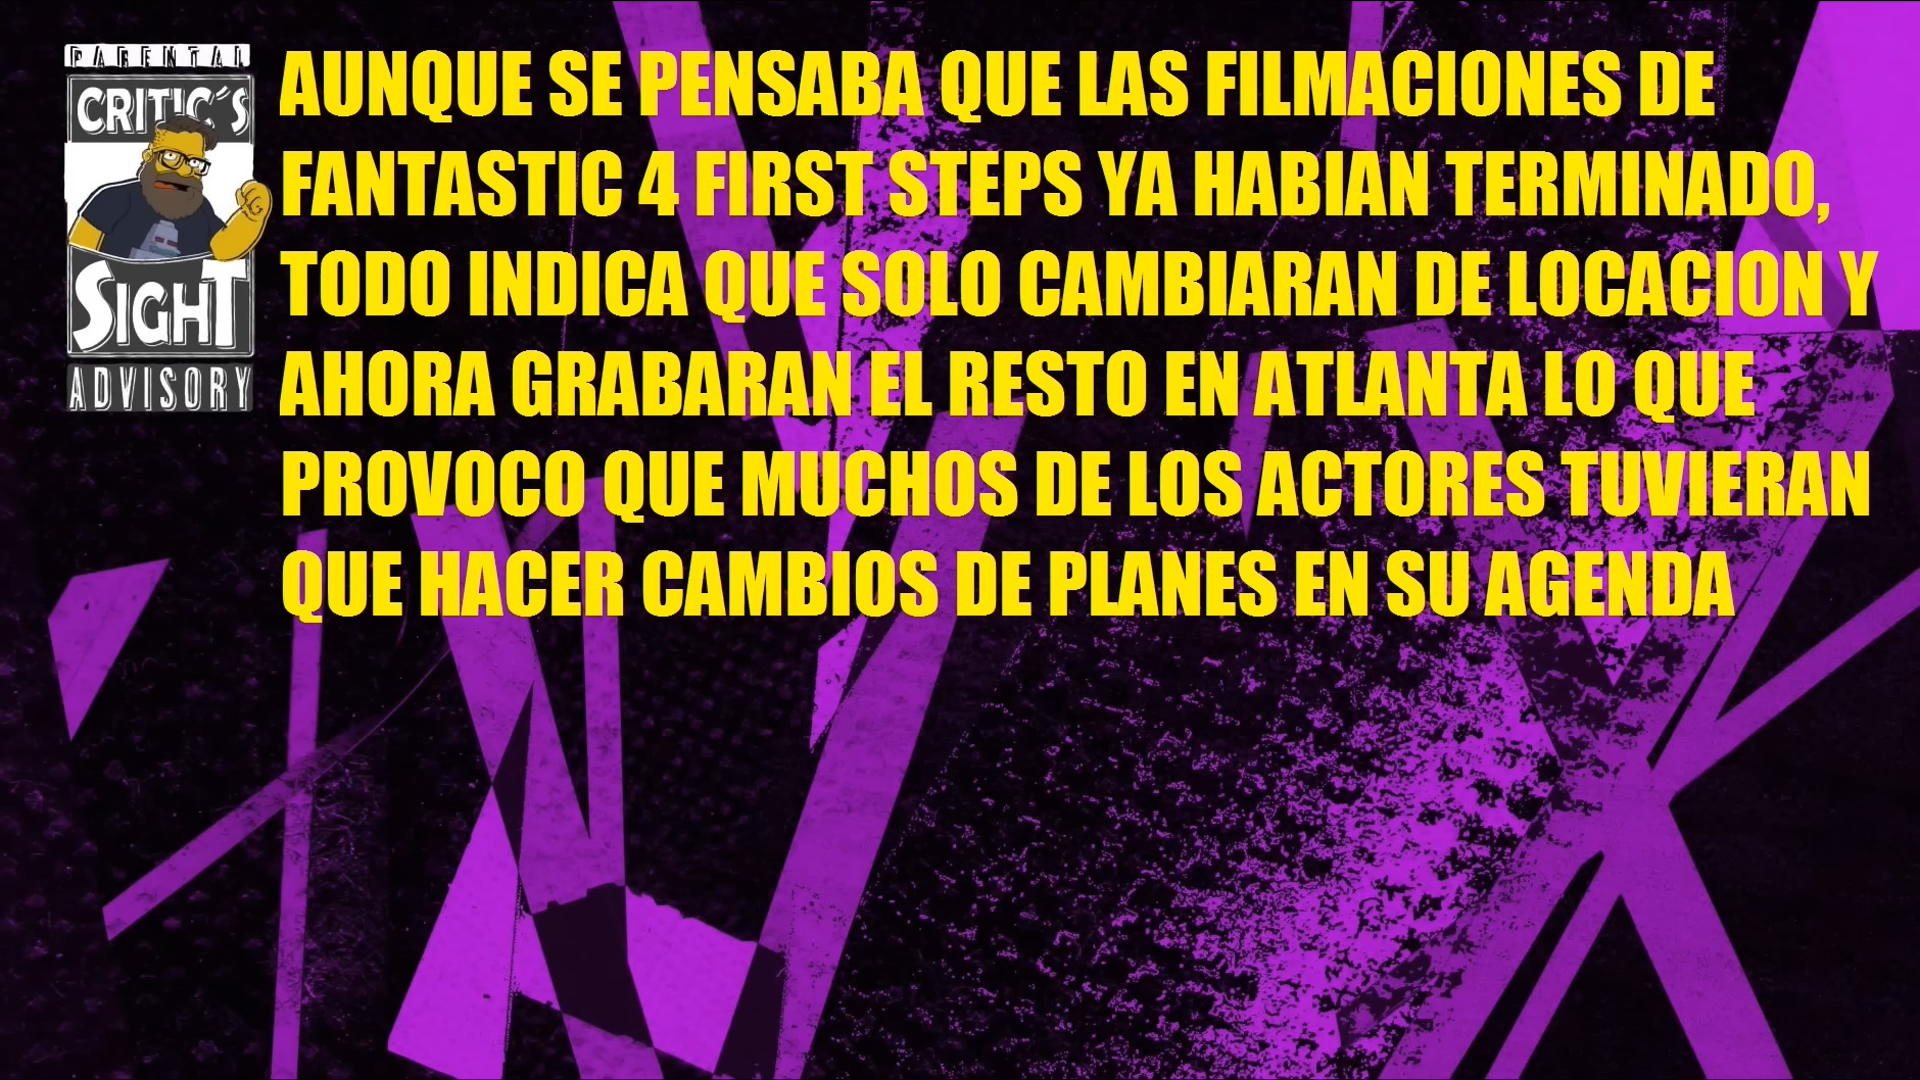 PARENTAL
CRITIC´S
SIGHT
ADVISORY
AUNQUE SE PENSABA QUE LAS FILMACIONES DE
FANTASTIC 4 FIRST STEPS YA HABIAN TERMINADO,
TODO INDICA QUE SOLO CAMBIARAN DE LOCACION Y
AHORA GRABARAN EL RESTO EN ATLANTA LO QUE
PROVOCO QUE MUCHOS DE LOS ACTORES TUVIERAN
QUE HACER CAMBIOS DE PLANES EN SU AGENDA